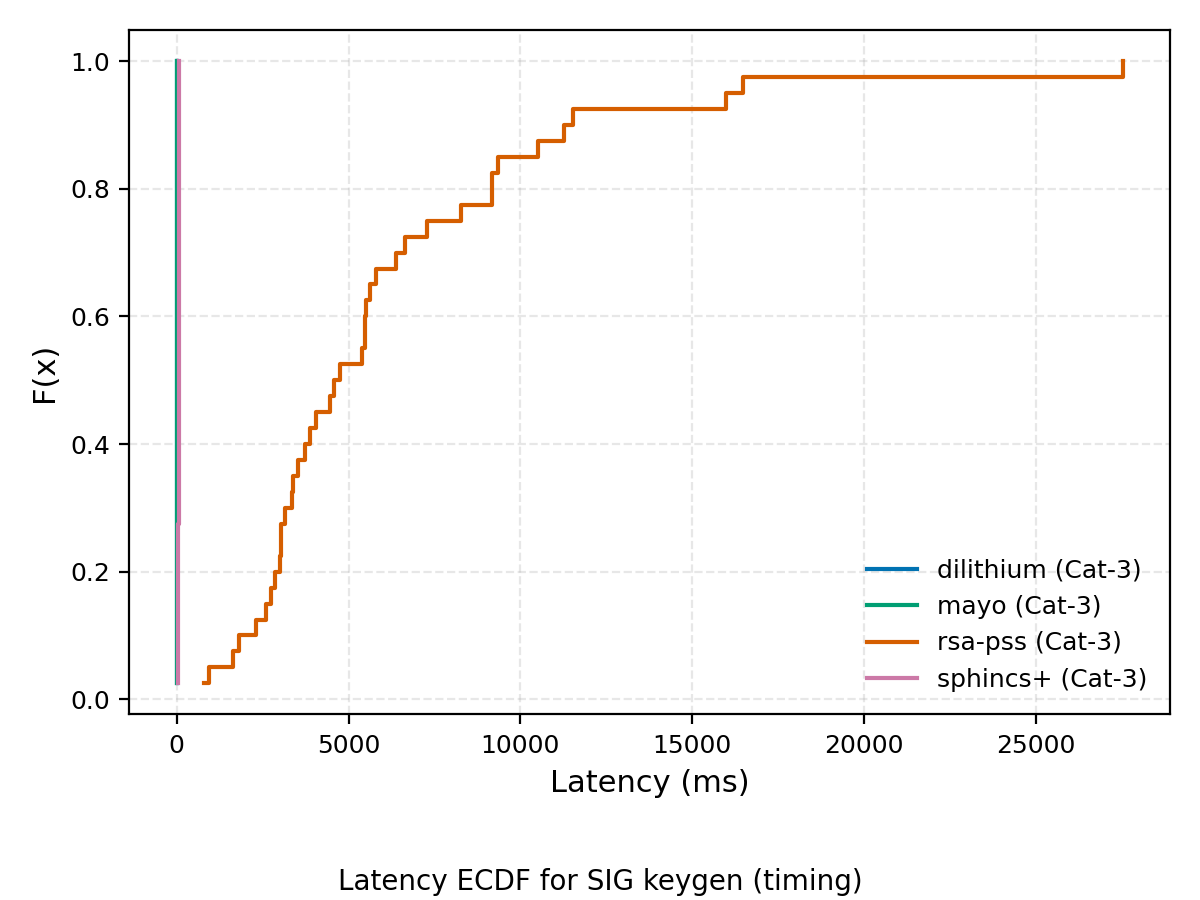 1.0
0.8
0.6
0.4
0.2
0.0
F(x)
dilithium (Cat-3)
mayo (Cat-3)
rsa-pss (Cat-3)
sphincs+ (Cat-3)
0 5000 10000 15000 20000 25000
Latency (ms)
Latency ECDF for SIG keygen (timing)